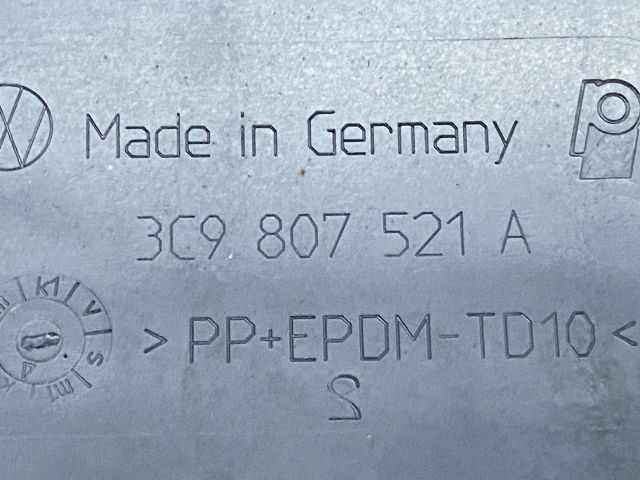 Made in Germany
3C9 807 521 A
>PP+EPDM-TD10<
S